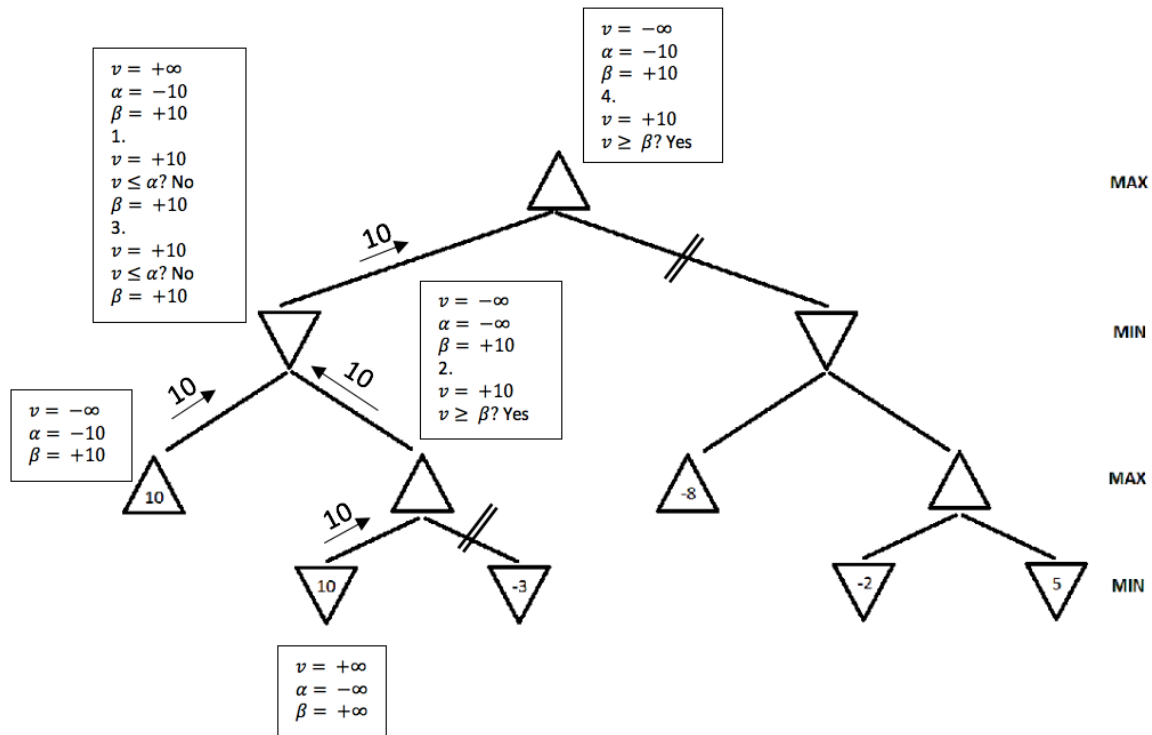 v = −∞
α = −10
β = +10
4.
v = +10
v ≥ β? Yes
v = +∞
α = −10
β = +10
1.
v = +10
v ≤ α? No
β = +10
3.
v = +10
v ≤ α? No
β = +10
MAX
10
v = −∞
α = −∞
β = +10
2.
v = +10
v ≥ β? Yes
MIN
10
10
v = −∞
α = −10
β = +10
10
-8
MAX
10
10
-3
-2
5
MIN
v = +∞
α = −∞
β = +∞